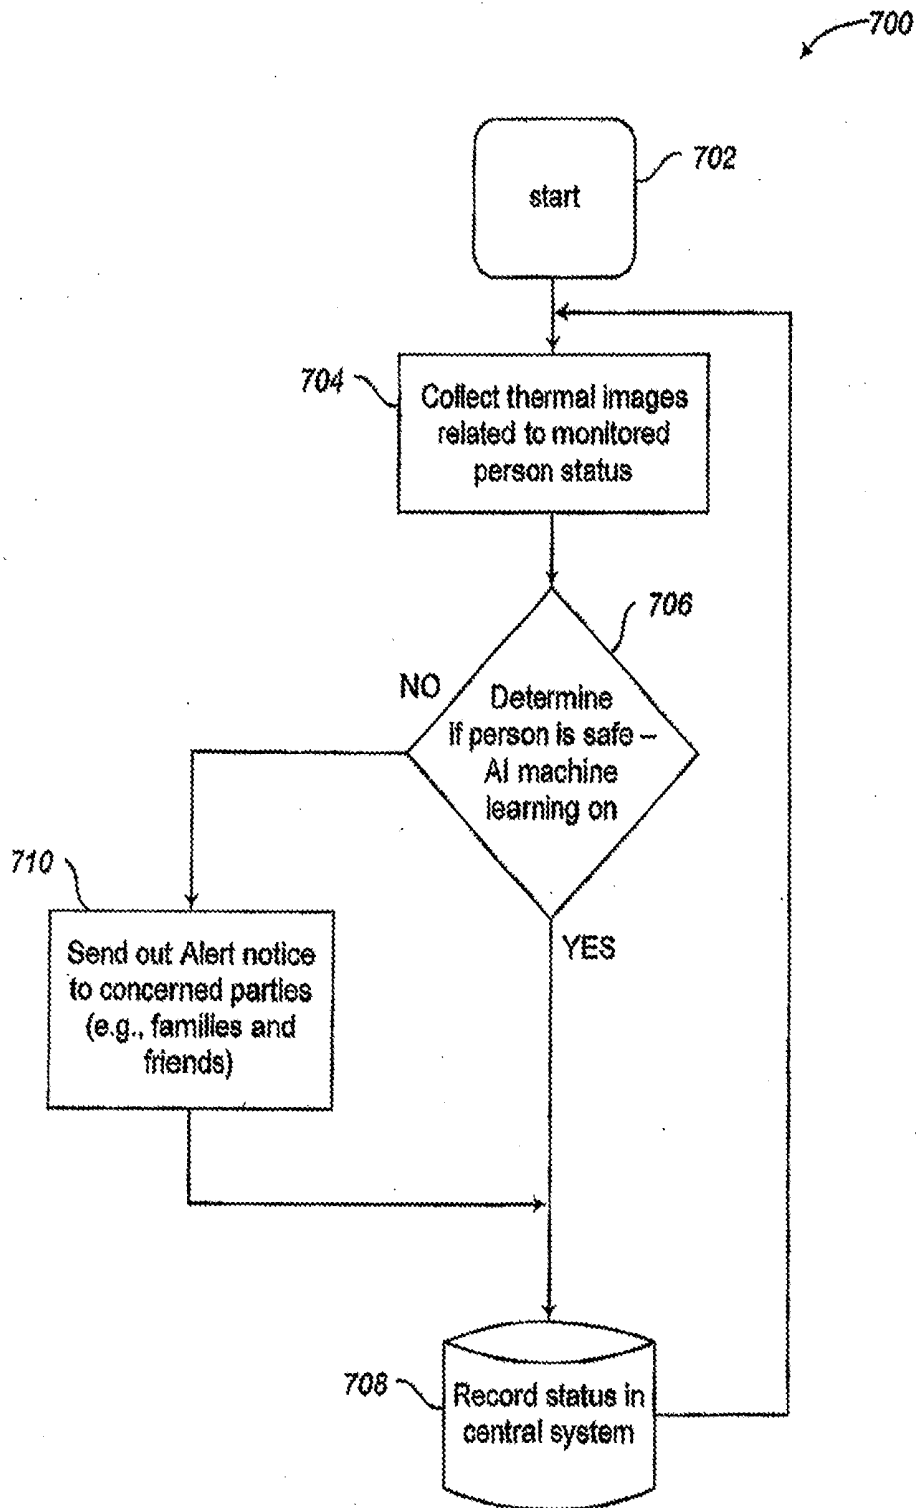 700
702
start
704
Collect thermal images
related to monitored
person status
706
NO
Determine
if person is safe –
AI machine
learning on
710
YES
Send out Alert notice
to concerned parties
(e.g., families and
friends)
708
Record status in
central system